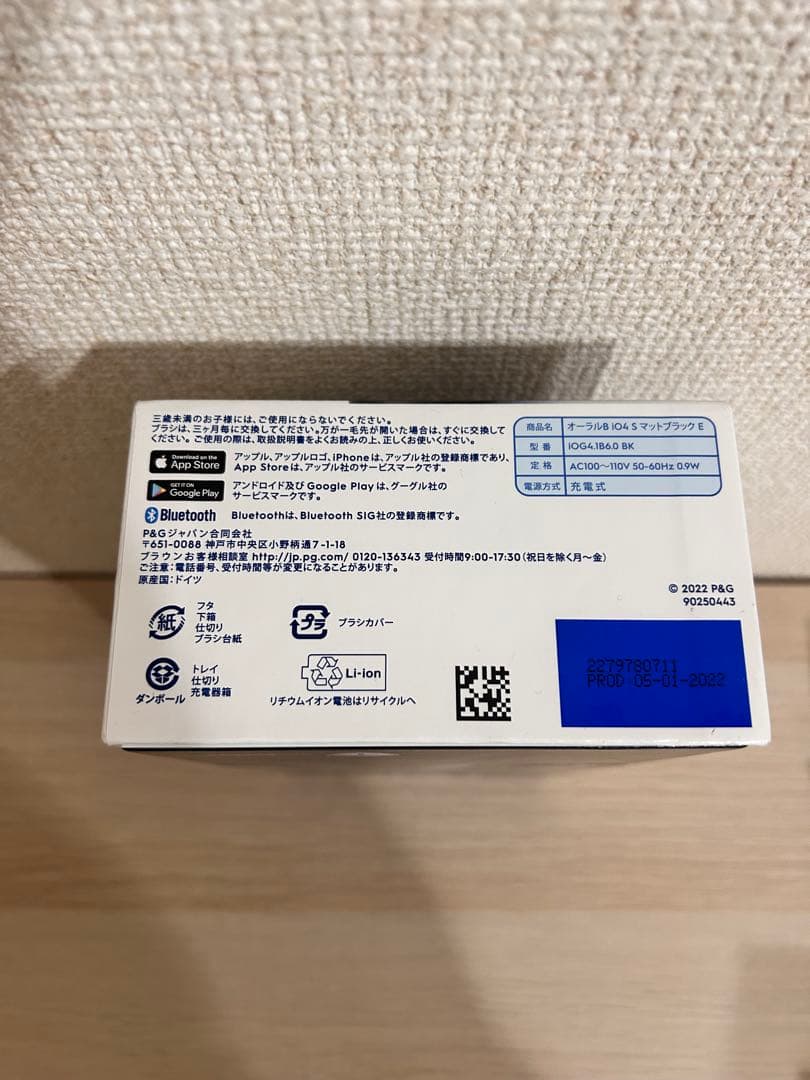 三歳未満のお子様には、ご使用にならないでください。
ブラシは、三ヶ月毎に交換してください。万が一毛先が開いた場合は、すぐに交換して
ください。ご使用の際は、取扱説明書をよくお読みの上、正しくお使いください。
Download on the
App Store
アップル、アップルロゴ、iPhoneは、アップル社の登録商標であり、
App Storeは、アップル社のサービスマークです。
GET IT ON
Google Play
アンドロイド及びGoogle Playは、グーグル社の
サービスマークです。
Bluetooth
Bluetoothは、Bluetooth SIG社の登録商標です。
P&Gジャパン合同会社
〒651-0088 神戸市中央区小野柄通7-1-18
ブラウンお客様相談室 http://jp.pg.com/ 0120-136343 受付時間9:00-17:30(祝日を除く月~金)
ご注意:電話番号、受付時間等が変更になることがあります。
原産国:ドイツ
商品名 オーラルB iO4 S マットブラック E
型番 iOG4.1B6.0 BK
定格 AC100~110V 50-60Hz 0.9W
電源方式 充電式
© 2022 P&G
90250443
紙
フタ
下箱
仕切り
ブラシ台紙
プラ
ブラシカバー
ダンボール
トレイ
仕切り
充電器箱
Li-ion
リチウムイオン電池はリサイクルへ
2279780711
PROD 05-01-2022